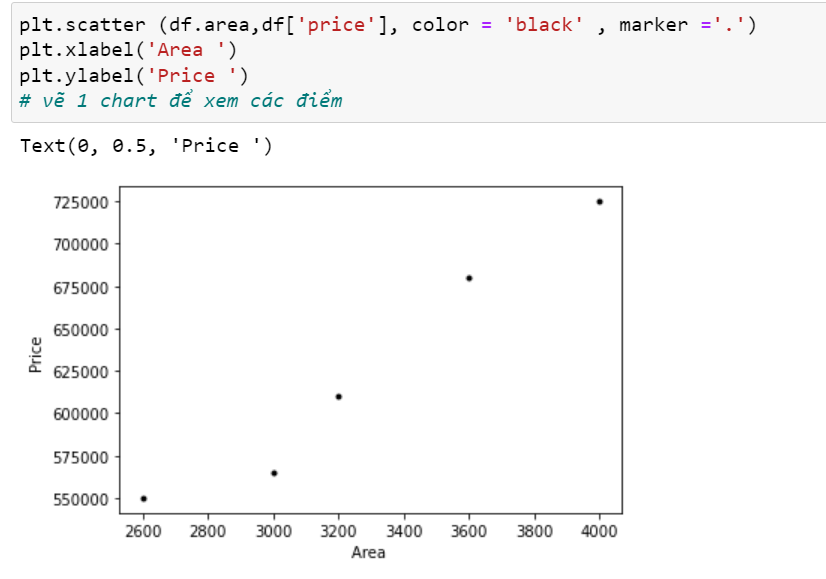 plt.scatter (df.area,df['price'], color = 'black' , marker ='.')
plt.xlabel('Area ')
plt.ylabel('Price ')
# vẽ 1 chart để xem các điểm
Text(0, 0.5, 'Price ')
725000
700000
675000
650000
625000
600000
575000
550000
Price
2600 2800 3000 3200 3400 3600 3800 4000
Area